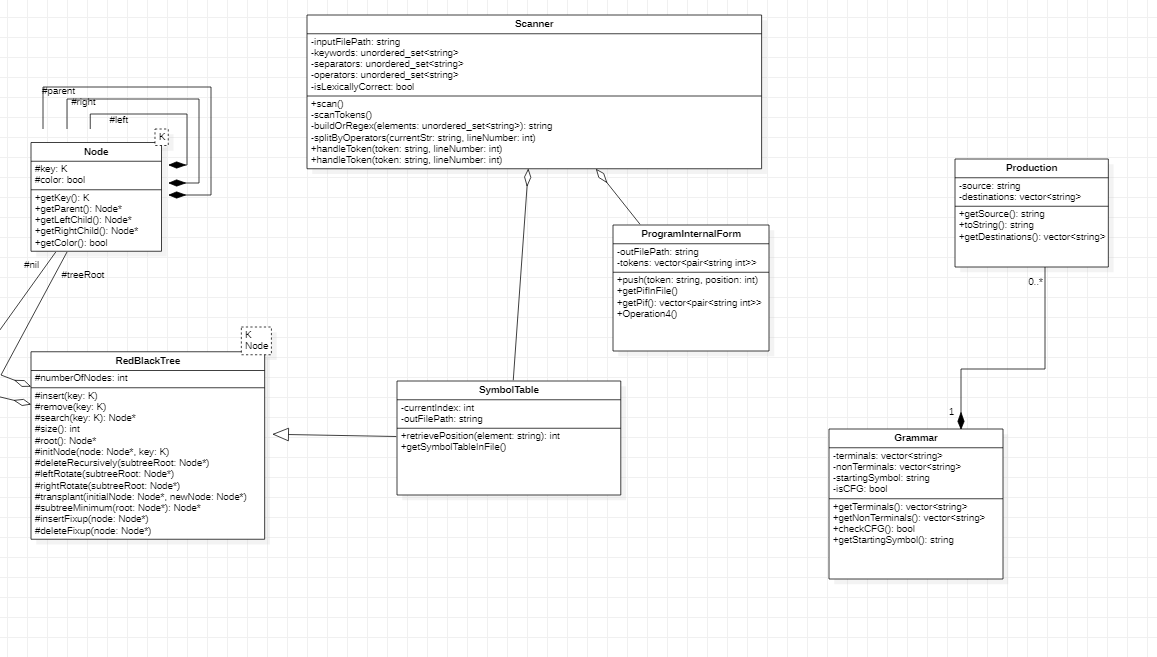 Scanner
-inputFilePath: string
-keywords: unordered_set<string>
-separators: unordered_set<string>
-operators: unordered_set<string>
-isLexicallyCorrect: bool
+scan()
-scanTokens()
-buildOrRegex(elements: unordered_set<string>): string
-splitByOperators(currentStr: string, lineNumber: int)
+handleToken(token: string, lineNumber: int)
+handleToken(token: string, lineNumber: int)
#parent
#right
#left
K
Node
#key: K
#color: bool
+getKey(): K
+getParent(): Node*
+getLeftChild(): Node*
+getRightChild(): Node*
+getColor(): bool
#nil
#treeRoot
K
Node
RedBlackTree
#numberOfNodes: int
#insert(key: K)
#remove(key: K)
#search(key: K): Node*
#size(): int
#root(): Node*
#initNode(node: Node*, key: K)
#deleteRecursively(subtreeRoot: Node*)
#leftRotate(subtreeRoot: Node*)
#rightRotate(subtreeRoot: Node*)
#transplant(initialNode: Node*, newNode: Node*)
#subtreeMinimum(root: Node*): Node*
#insertFixup(node: Node*)
#deleteFixup(node: Node*)
ProgramInternalForm
-outFilePath: string
-tokens: vector<pair<string int>>
+push(token: string, position: int)
+getPifInFile()
+getPif(): vector<pair<string int>>
+Operation4()
SymbolTable
-currentIndex: int
-outFilePath: string
+retrievePosition(element: string): int
+getSymbolTableInFile()
Production
-source: string
-destinations: vector<string>
+getSource(): string
+toString(): string
+getDestinations(): vector<string>
0..*
1
Grammar
-terminals: vector<string>
-nonTerminals: vector<string>
-startingSymbol: string
-isCFG: bool
+getTerminals(): vector<string>
+getNonTerminals(): vector<string>
+checkCFG(): bool
+getStartingSymbol(): string